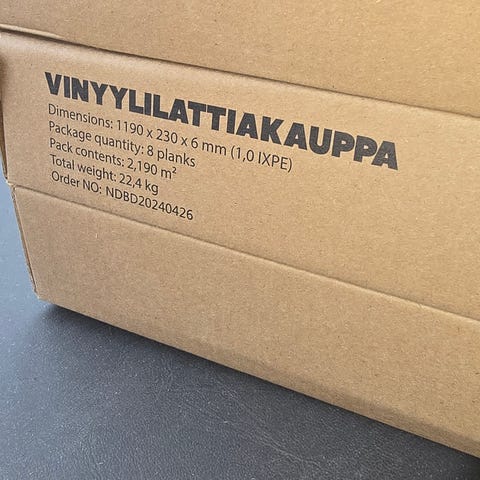 VINYYLILATTIAKAUPPA
Dimensions: 1190 x 230 x 6 mm (1,0 IXPE)
Package quantity: 8 planks
Pack contents: 2,190 m²
Total weight: 22,4 kg
Order NO: NDBD20240426